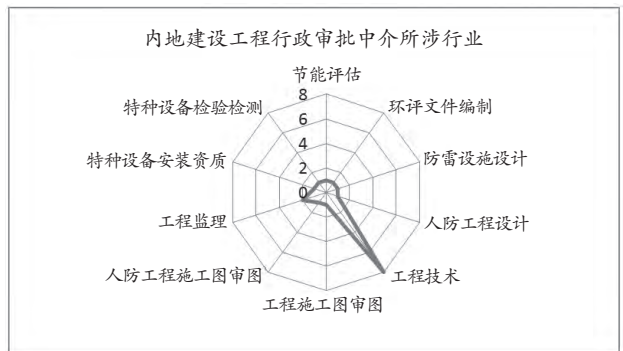 内地建设工程行政审批中介所涉行业
节能评估
8
特种设备检验检测
环评文件编制
6
4
特种设备安装资质
防雷设施设计
2
0
工程监理
人防工程设计
人防工程施工图审图
工程技术
工程施工图审图